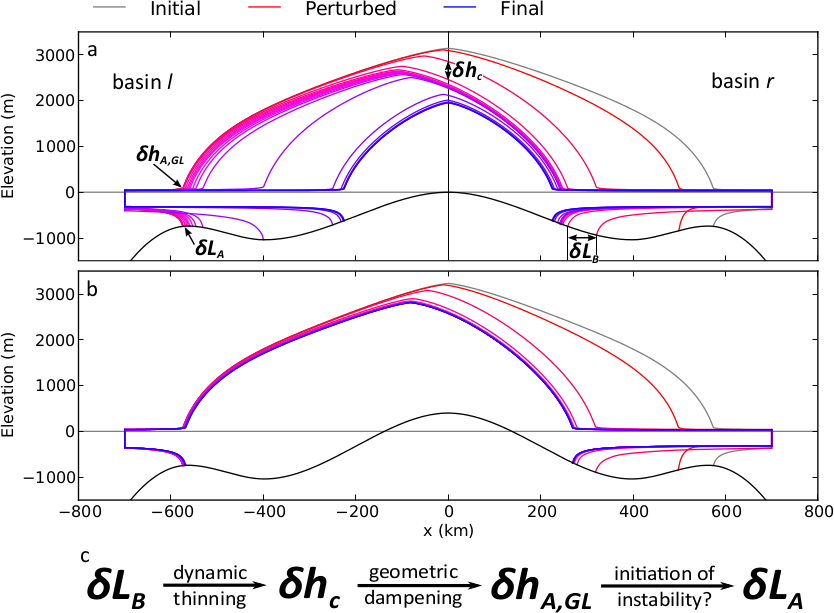 Initial Perturbed Final
a
basin l
basin r
δh_c
δh_A,GL
δL_A
δL_B
Elevation (m)
3000
2000
1000
0
−1000
b
Elevation (m)
3000
2000
1000
0
−1000
−800 −600 −400 −200 0 200 400 600 800
x (km)
c
δL_B dynamic thinning δh_c geometric dampening δh_A,GL initiation of instability? δL_A